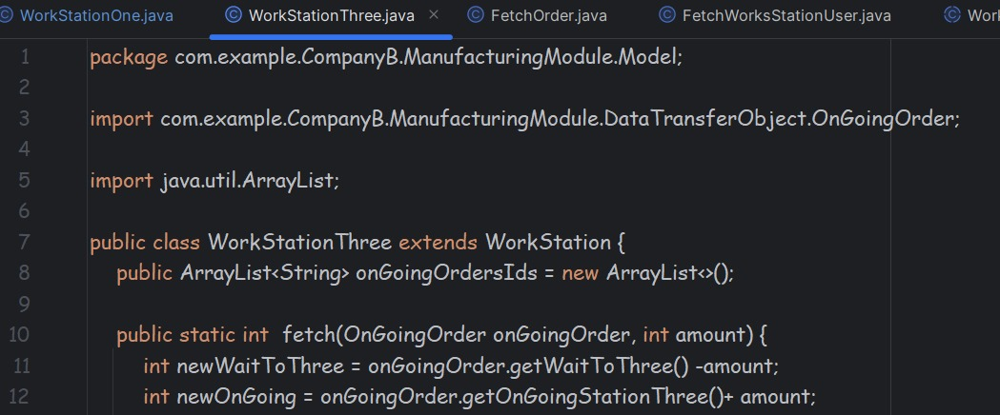 WorkStationOne.java WorkStationThree.java × FetchOrder.java FetchWorksStationUser.java Work
1 package com.example.CompanyB.ManufacturingModule.Model;
2
3 import com.example.CompanyB.ManufacturingModule.DataTransferObject.OnGoingOrder;
4
5 import java.util.ArrayList;
6
7 public class WorkStationThree extends WorkStation {
8 public ArrayList<String> onGoingOrdersIds = new ArrayList<>();
9
10 public static int  fetch(OnGoingOrder onGoingOrder, int amount) {
11 int newWaitToThree = onGoingOrder.getWaitToThree() -amount;
12 int newOnGoing = onGoingOrder.getOnGoingStationThree()+ amount;